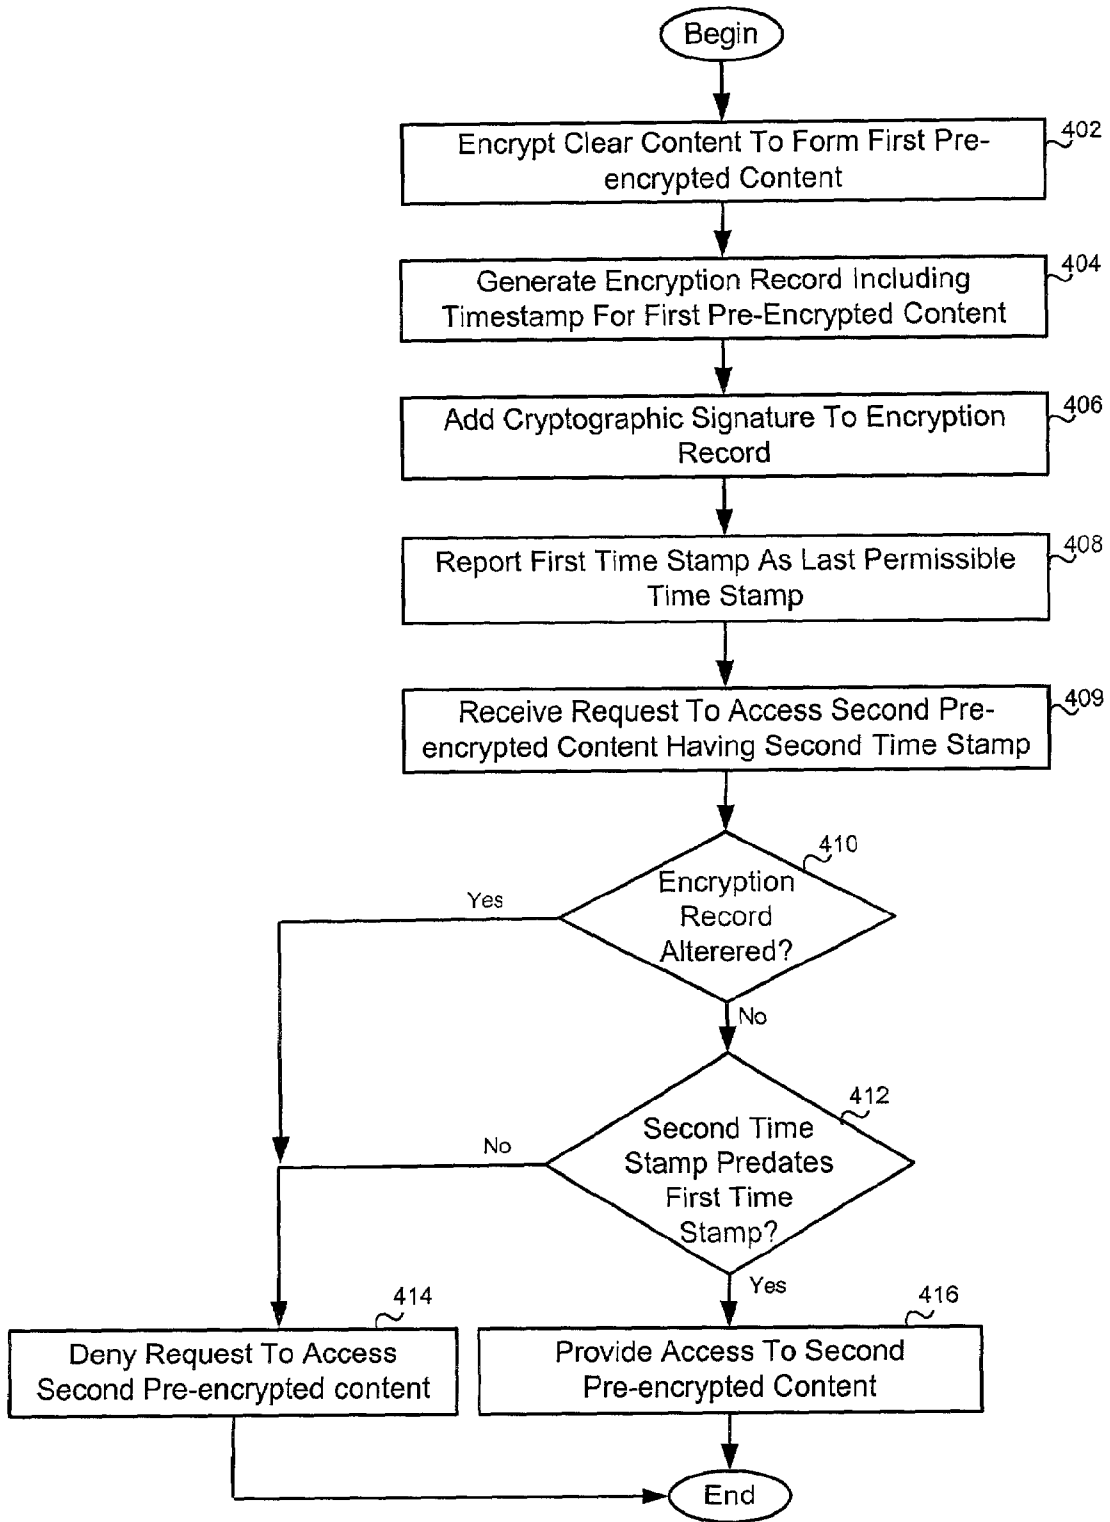 Begin
402
Encrypt Clear Content To Form First Pre-
encrypted Content
404
Generate Encryption Record Including
Timestamp For First Pre-Encrypted Content
406
Add Cryptographic Signature To Encryption
Record
408
Report First Time Stamp As Last Permissible
Time Stamp
409
Receive Request To Access Second Pre-
encrypted Content Having Second Time Stamp
410
Encryption
Record
Alterered?
Yes
No
412
Second Time
Stamp Predates
First Time
Stamp?
No
Yes
414
Deny Request To Access
Second Pre-encrypted content
416
Provide Access To Second
Pre-encrypted Content
End